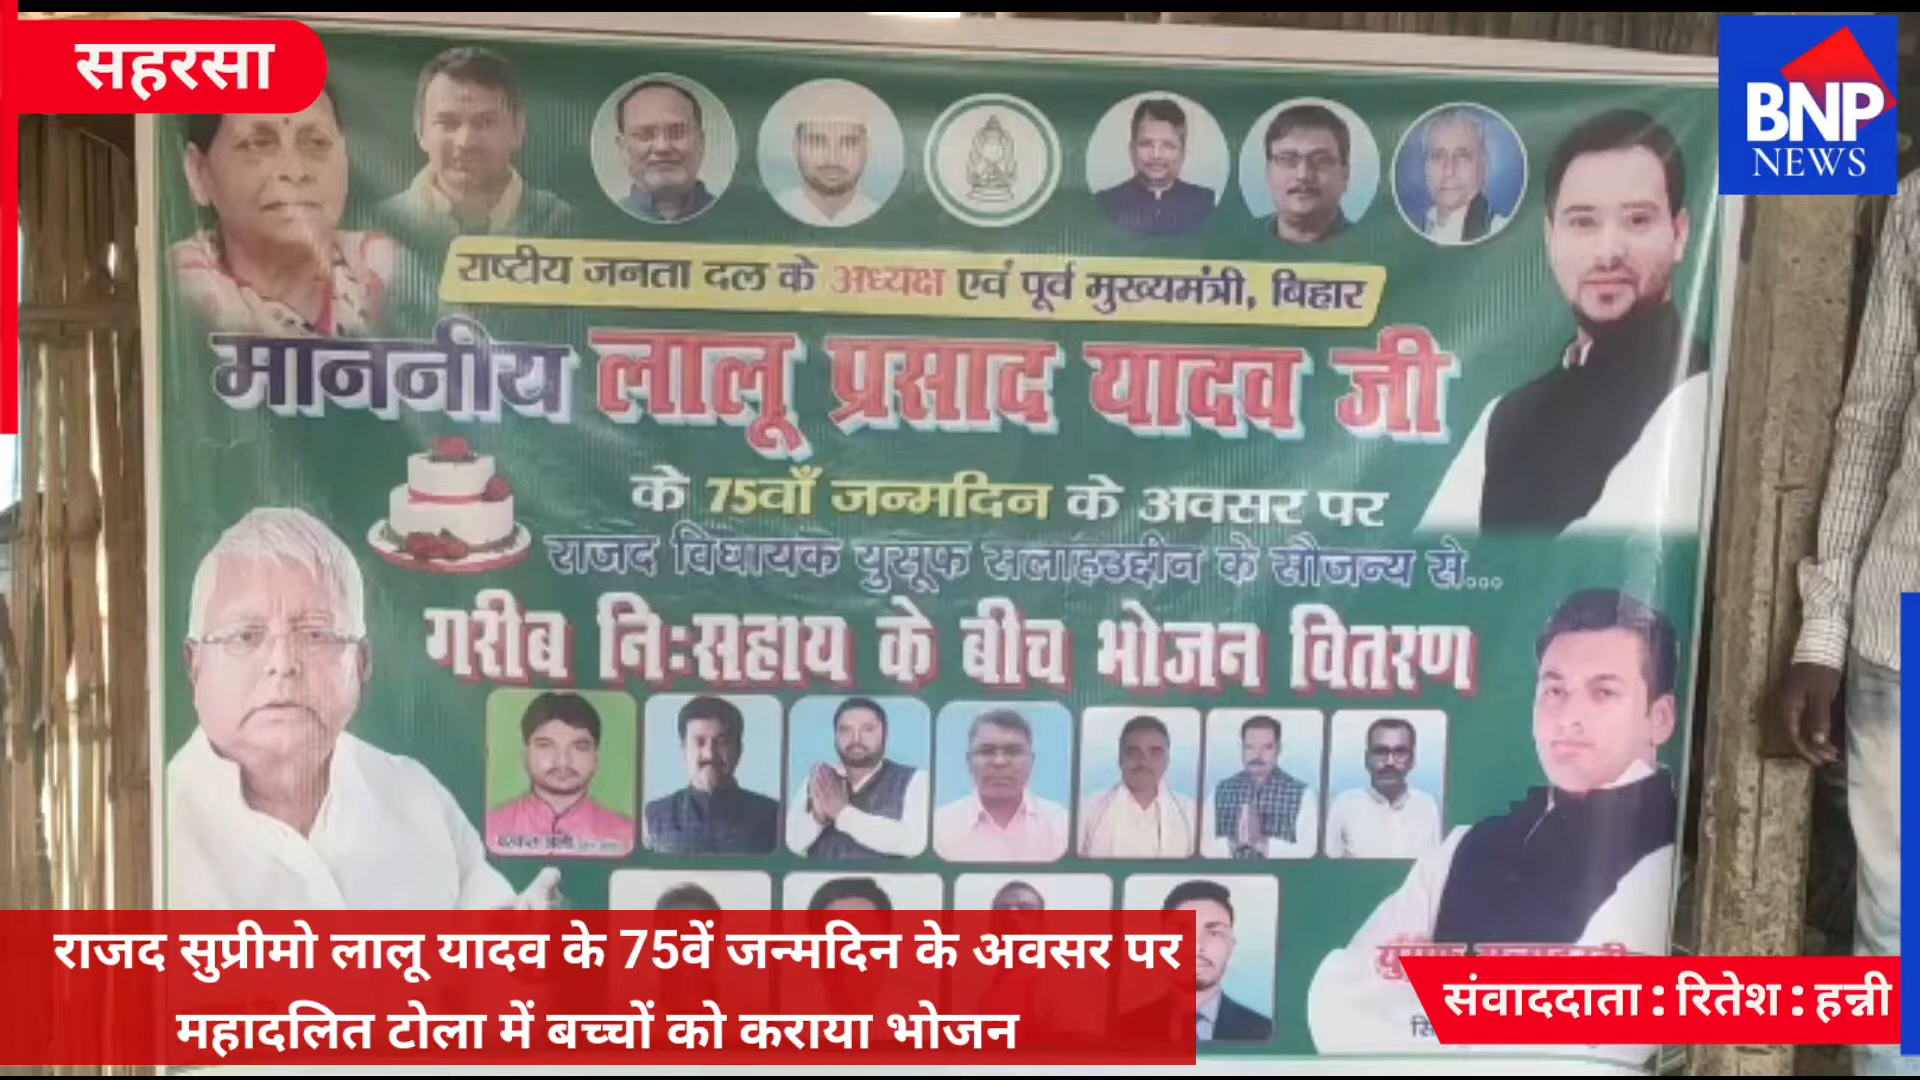 सहरसा
BNP
NEWS
राष्ट्रीय जनता दल के अध्यक्ष एवं पूर्व मुख्यमंत्री, बिहार
माननीय लालू प्रसाद यादव जी
के 75वाँ जन्मदिन के अवसर पर
राजद विधायक युसूफ सलाहउद्दीन के सौजन्य से...
गरीब निःसहाय के बीच भोजन वितरण
राजद सुप्रीमो लालू यादव के 75वें जन्मदिन के अवसर पर
महादलित टोला में बच्चों को कराया भोजन
संवाददाता : रितेश : हन्नी